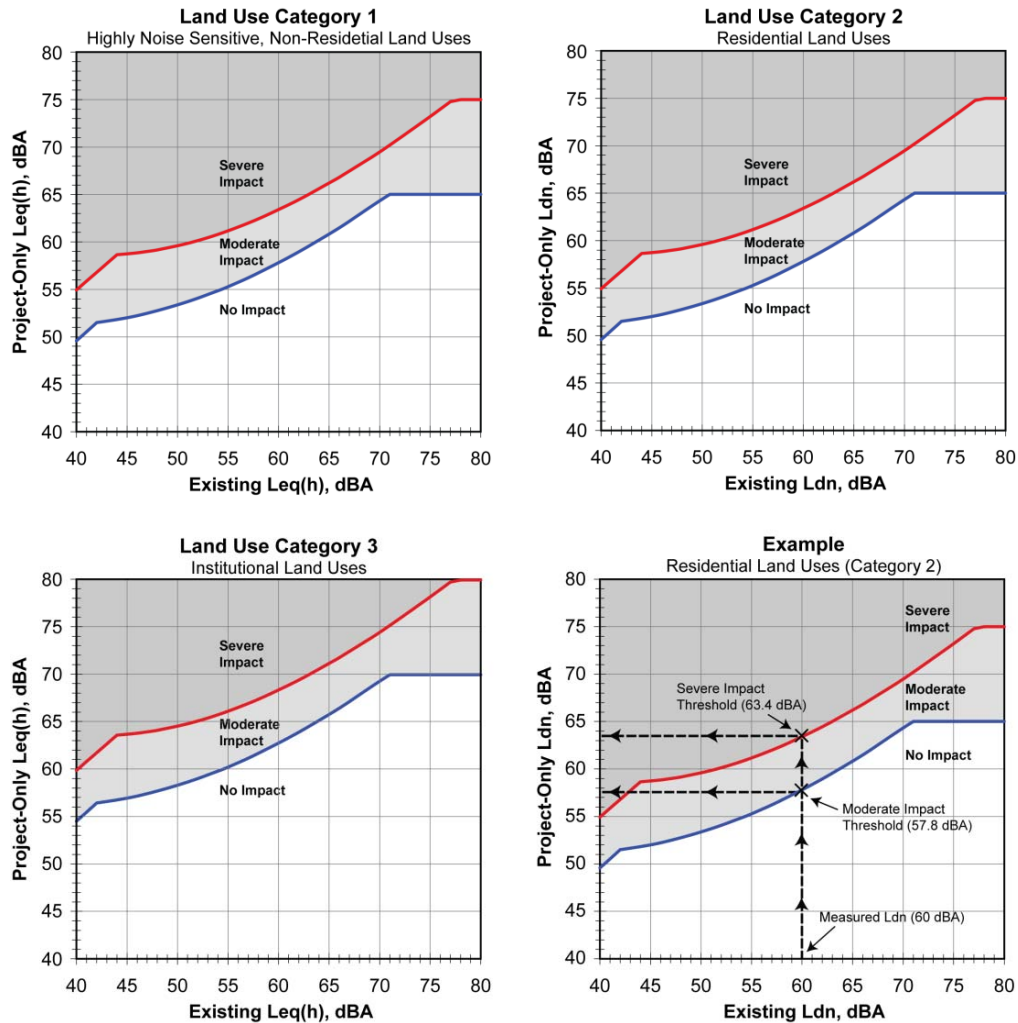 Land Use Category 1
Highly Noise Sensitive, Non-Residetial Land Uses
80
75
70
65
60
55
50
45
40
Project-Only Leq(h), dBA
Severe
Impact
Moderate
Impact
No Impact
40 45 50 55 60 65 70 75 80
Existing Leq(h), dBA
Land Use Category 2
Residential Land Uses
80
75
70
65
60
55
50
45
40
Project-Only Ldn, dBA
Severe
Impact
Moderate
Impact
No Impact
40 45 50 55 60 65 70 75 80
Existing Ldn, dBA
Land Use Category 3
Institutional Land Uses
80
75
70
65
60
55
50
45
40
Project-Only Leq(h), dBA
Severe
Impact
Moderate
Impact
No Impact
40 45 50 55 60 65 70 75 80
Existing Leq(h), dBA
Example
Residential Land Uses (Category 2)
80
75
70
65
60
55
50
45
40
Project-Only Ldn, dBA
Severe
Impact
Severe Impact
Threshold (63.4 dBA)
Moderate
Impact
No Impact
Moderate Impact
Threshold (57.8 dBA)
Measured Ldn (60 dBA)
40 45 50 55 60 65 70 75 80
Existing Ldn, dBA